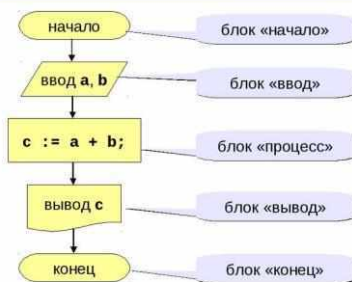 начало
блок «начало»
ввод a, b
блок «ввод»
c := a + b;
блок «процесс»
вывод c
блок «вывод»
конец
блок «конец»